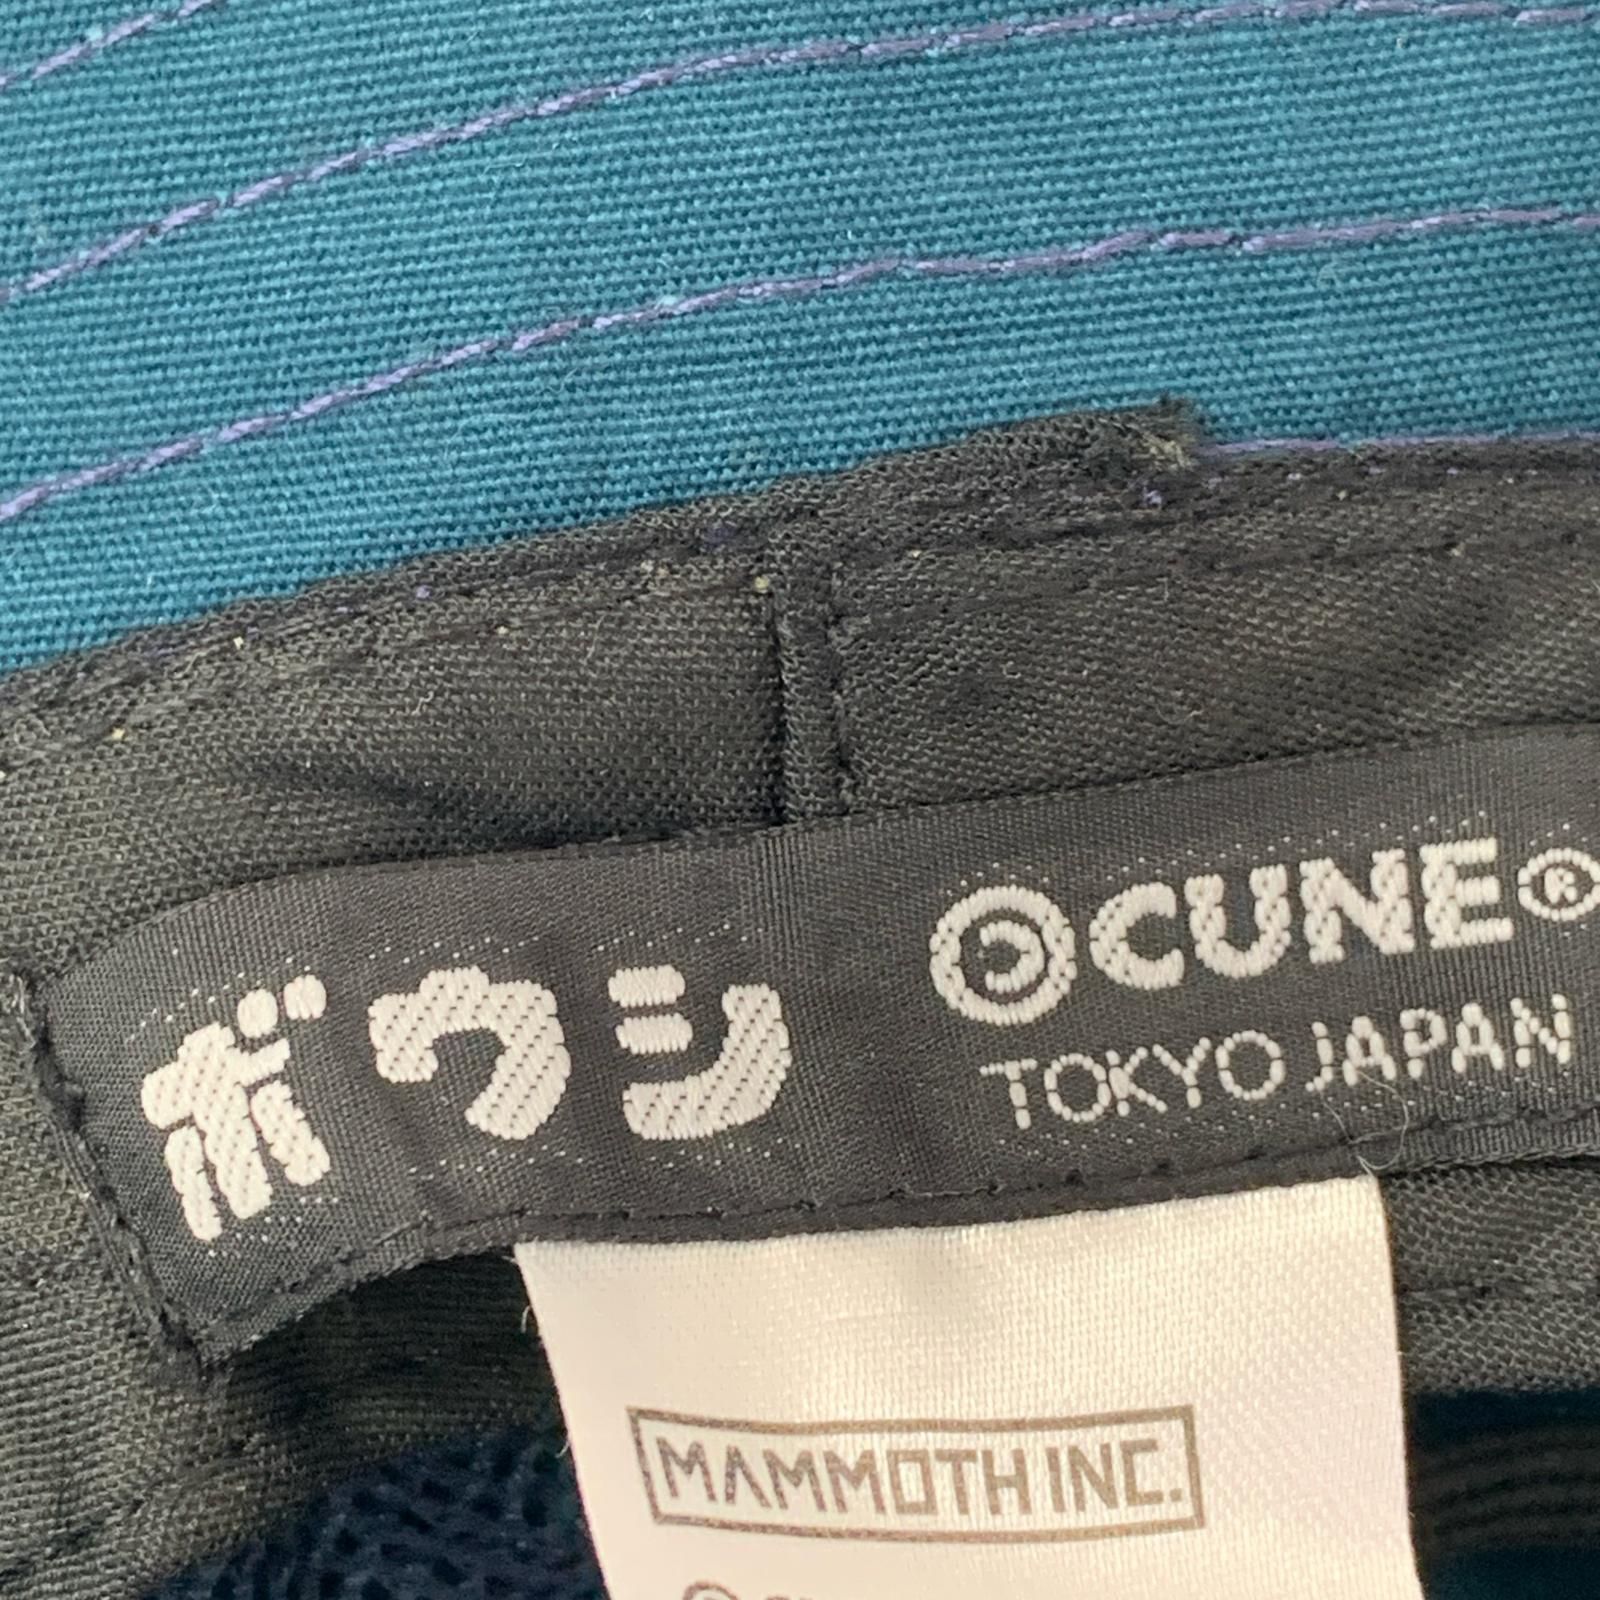 ボウシ
©CUNE®
TOKYO JAPAN
MAMMOTH INC.